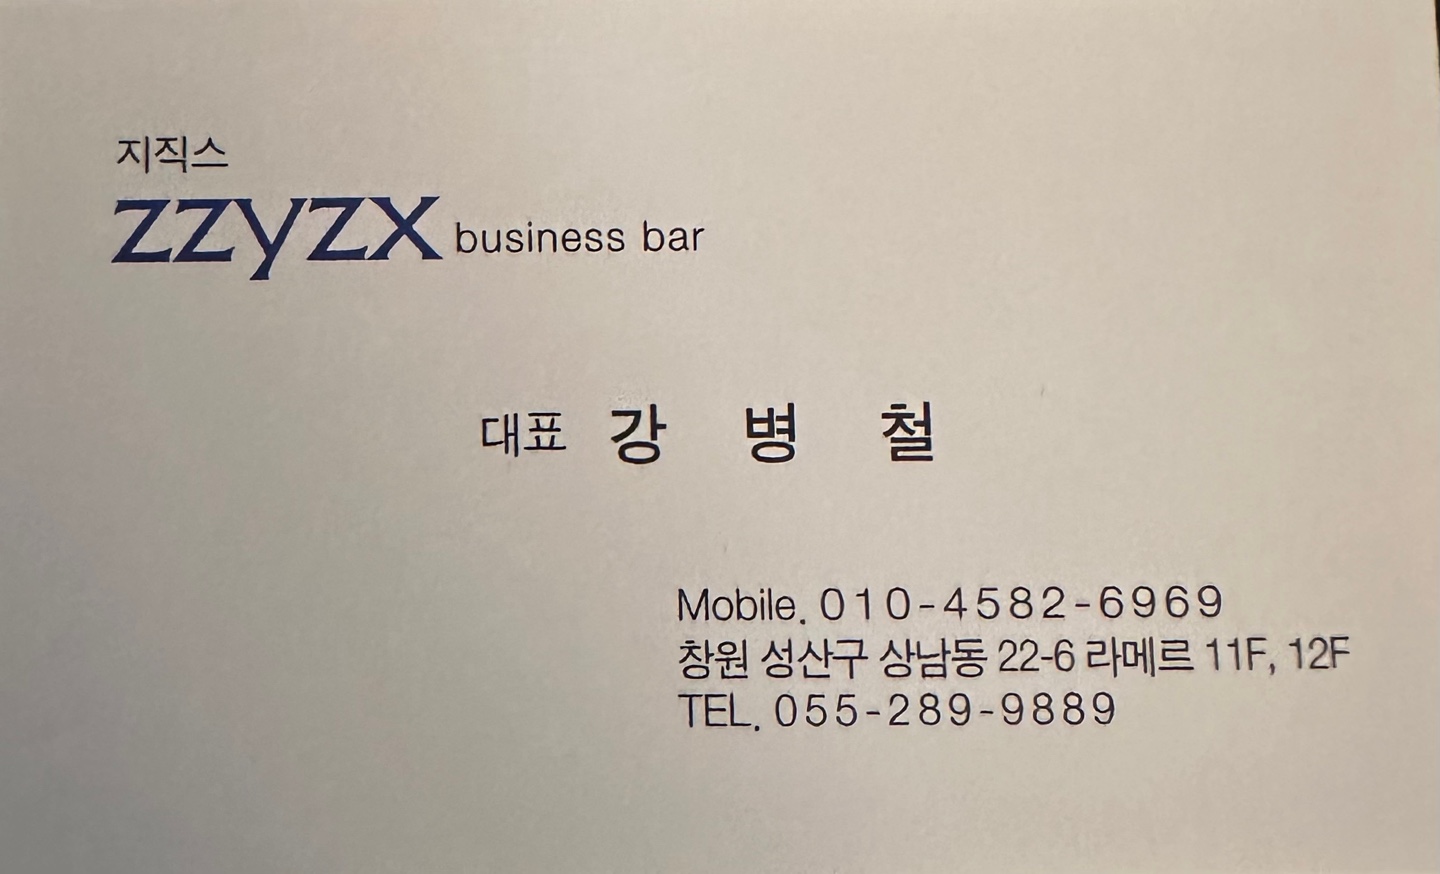 지직스
zzyzx business bar
대표 강 병 철
Mobile. 010-4582-6969
창원 성산구 상남동 22-6 라메르 11F, 12F
TEL. 055-289-9889